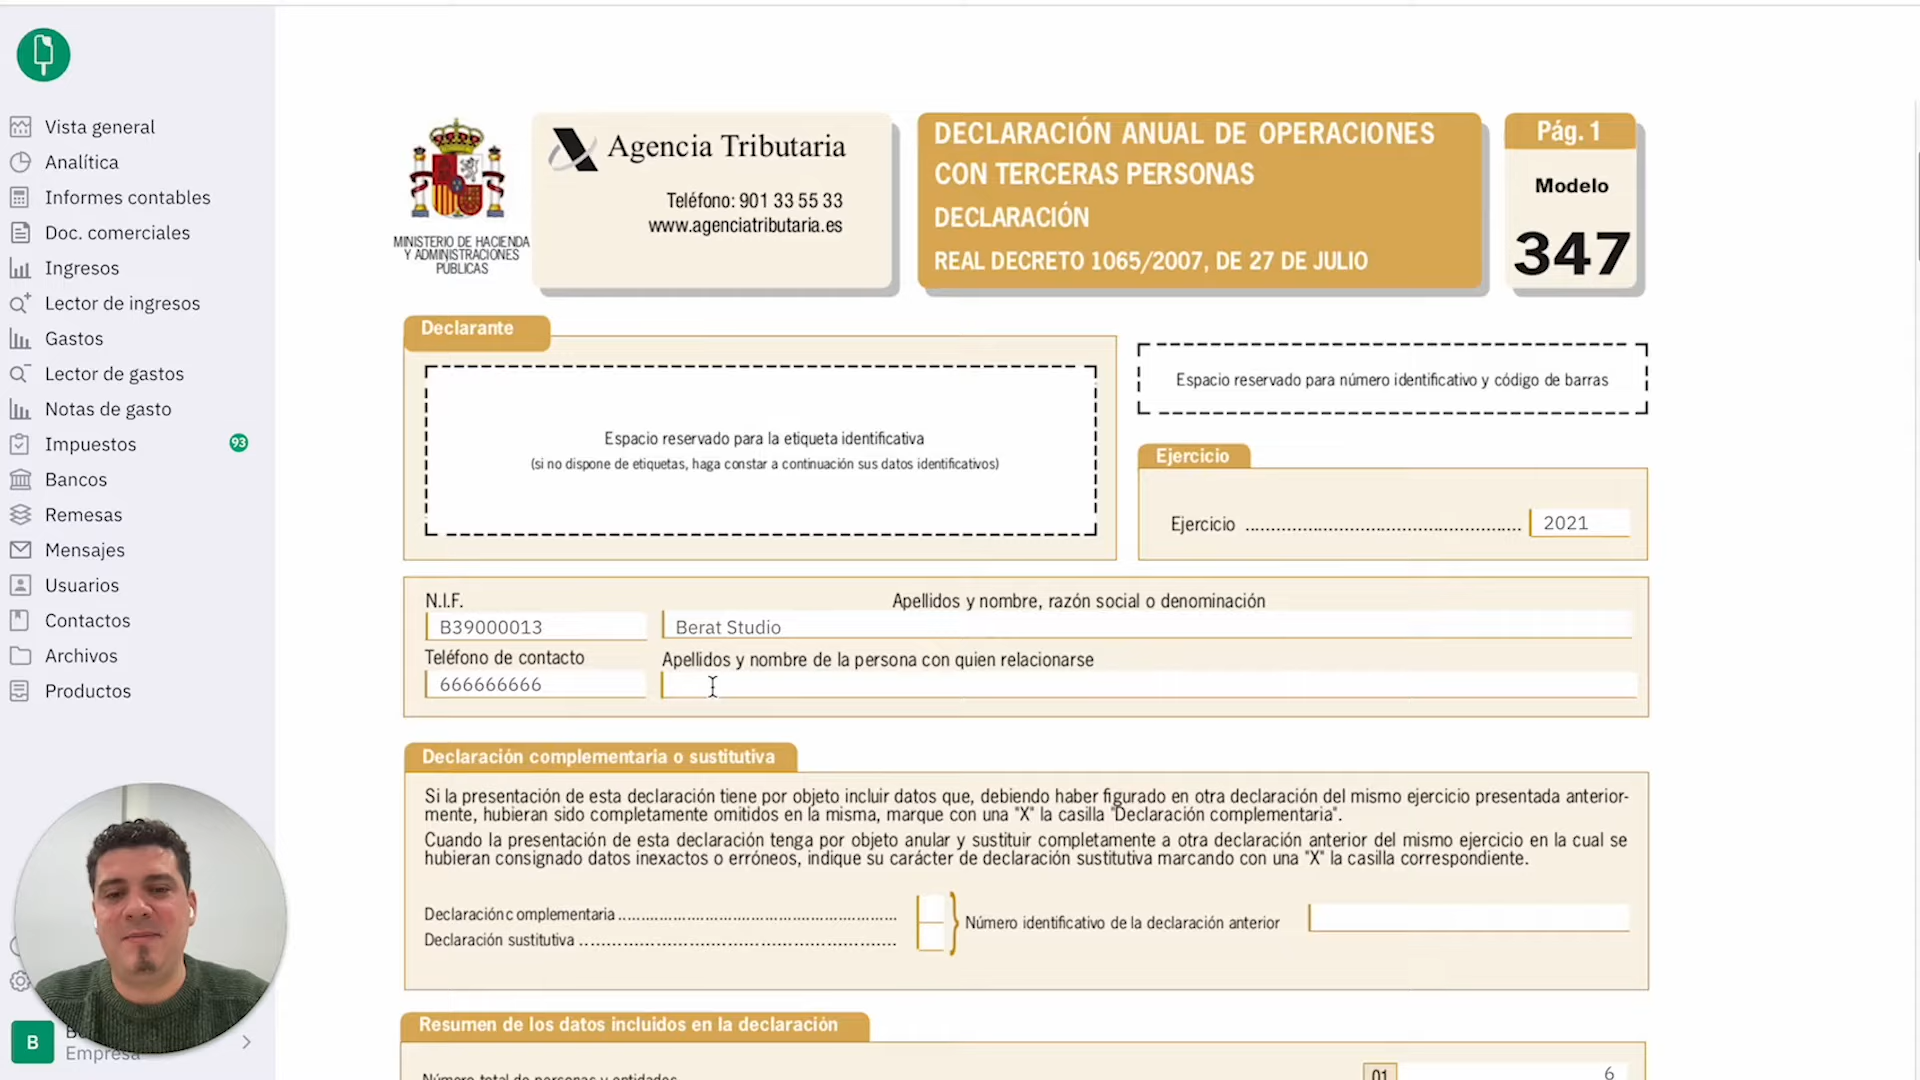 Vista general
Analítica
Informes contables
Doc. comerciales
Ingresos
Lector de ingresos
Gastos
Lector de gastos
Notas de gasto
Impuestos 93
Bancos
Remesas
Mensajes
Usuarios
Contactos
Archivos
Productos
B
Empresa
MINISTERIO DE HACIENDA
Y ADMINISTRACIONES
PÚBLICAS
Agencia Tributaria
Teléfono: 901 33 55 33
www.agenciatributaria.es
DECLARACIÓN ANUAL DE OPERACIONES
CON TERCERAS PERSONAS
DECLARACIÓN
REAL DECRETO 1065/2007, DE 27 DE JULIO
Pág. 1
Modelo
347
Declarante
Espacio reservado para la etiqueta identificativa
(si no dispone de etiquetas, haga constar a continuación sus datos identificativos)
Espacio reservado para número identificativo y código de barras
Ejercicio
Ejercicio .................................................. 2021
N.I.F. Apellidos y nombre, razón social o denominación
B39000013 Berat Studio
Teléfono de contacto Apellidos y nombre de la persona con quien relacionarse
666666666
Declaración complementaria o sustitutiva
Si la presentación de esta declaración tiene por objeto incluir datos que, debiendo haber figurado en otra declaración del mismo ejercicio presentada anterior-
mente, hubieran sido completamente omitidos en la misma, marque con una "X" la casilla "Declaración complementaria".
Cuando la presentación de esta declaración tenga por objeto anular y sustituir completamente a otra declaración anterior del mismo ejercicio en la cual se
hubieran consignado datos inexactos o erróneos, indique su carácter de declaración sustitutiva marcando con una "X" la casilla correspondiente.
Declaraciónc omplementaria ..................................................
Declaración sustitutiva ..................................................
Número identificativo de la declaración anterior
Resumen de los datos incluidos en la declaración
Número total de personas y entidades 01 6